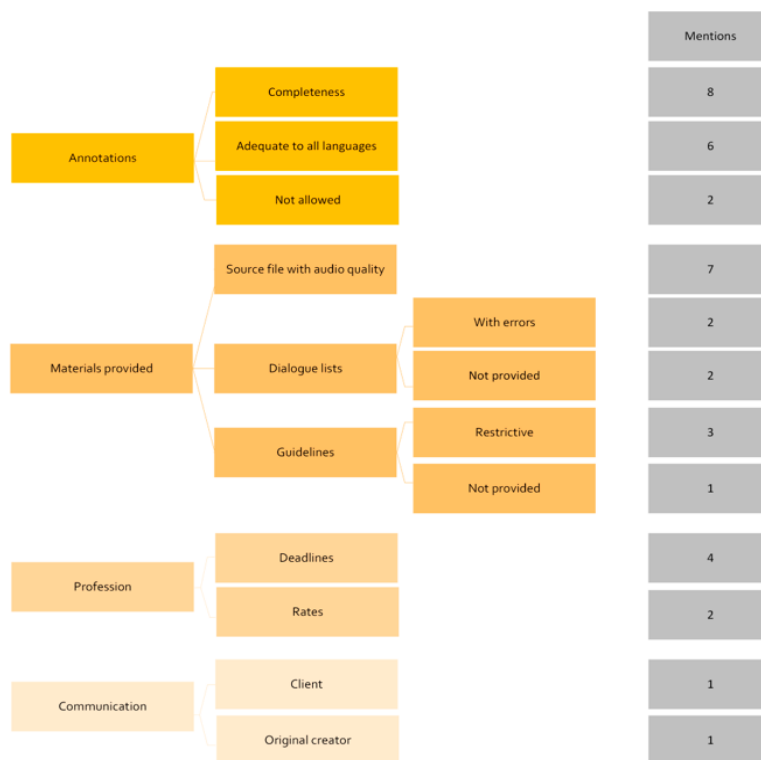 Mentions
Completeness
8
Annotations
Adequate to all languages
6
Not allowed
2
Source file with audio quality
7
With errors
2
Materials provided
Dialogue lists
Not provided
2
Restrictive
3
Guidelines
Not provided
1
Deadlines
4
Profession
Rates
2
Client
1
Communication
Original creator
1